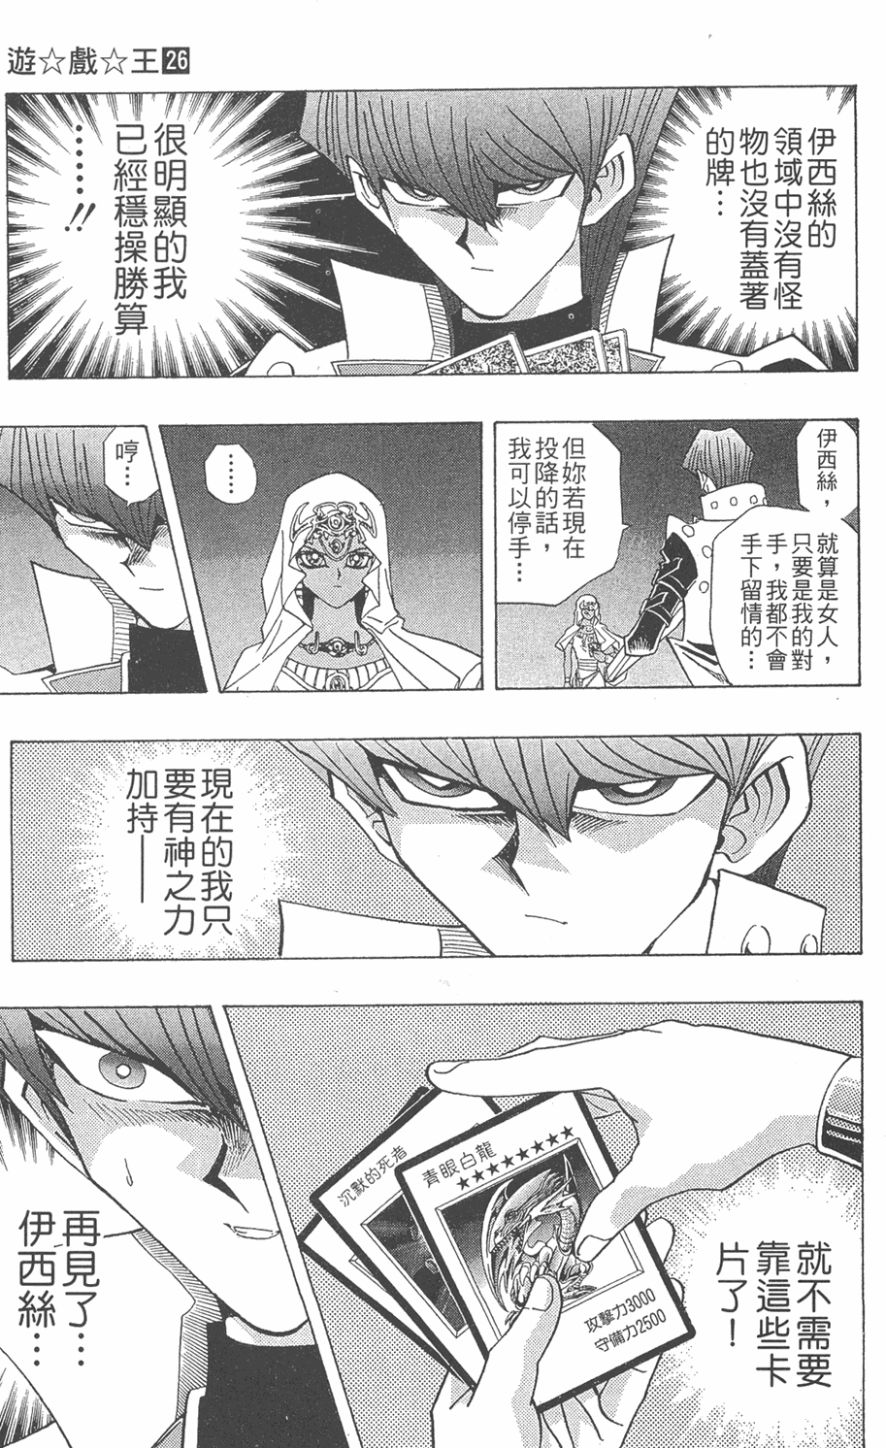 遊☆戲☆王26
伊西絲的
領域中沒有怪
物也沒有蓋著
的牌…
很明顯的我
已經穩操勝算
……!!
伊西絲，
就算是女人，
只要是我的對
手，我都不會
手下留情的…
但妳若現在
投降的話，
我可以停手…
……
哼…
現在的我只
要有神之力
加持——
就不需要
靠這些卡
片了！
青眼白龍
★★★★★★★★
攻擊力3000
守備力2500
沉默的死者
再見了…
伊西絲…